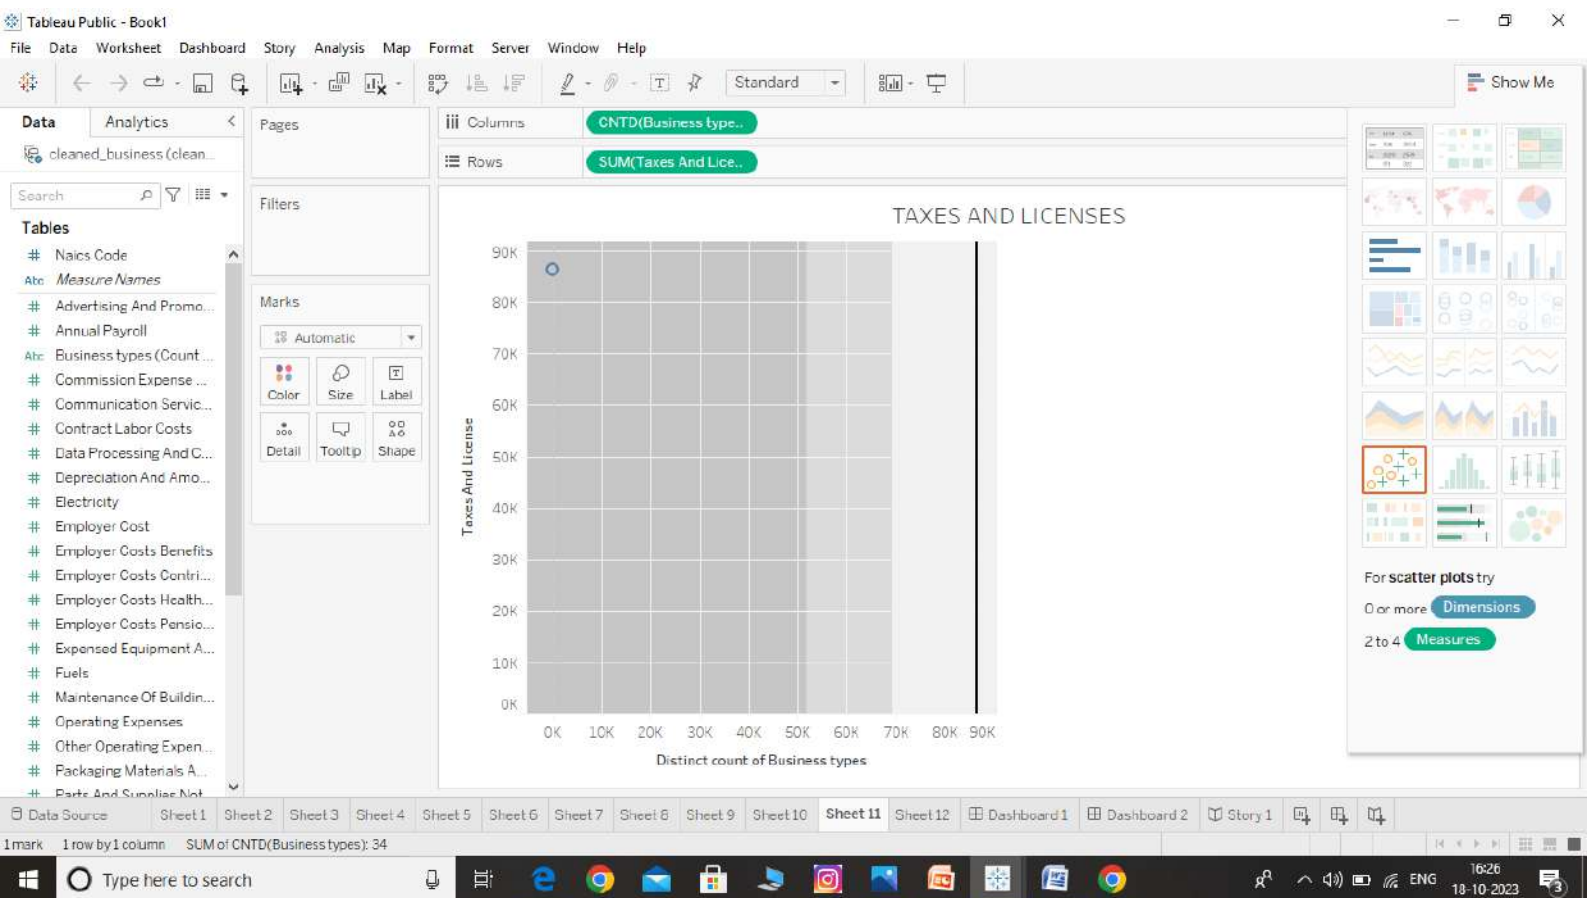 Tableau Public - Book1
File Data Worksheet Dashboard Story Analysis Map Format Server Window Help
Standard
Show Me
Data Analytics
cleaned_business (clean...
Search
Tables
Naics Code
Abc Measure Names
Advertising And Promo...
Annual Payroll
Abc Business types (Count ...
Commission Expense ...
Communication Servic...
Contract Labor Costs
Data Processing And C...
Depreciation And Amo...
Electricity
Employer Cost
Employer Costs Benefits
Employer Costs Contri...
Employer Costs Health...
Employer Costs Pensio...
Expensed Equipment A...
Fuels
Maintenance Of Buildin...
Operating Expenses
Other Operating Expen...
Packaging Materials A...
Parts And Supplies Not
Pages
Filters
Marks
Automatic
Color Size Label
Detail Tooltip Shape
Columns CNTD(Business type..
Rows SUM(Taxes And Lice..
TAXES AND LICENSES
Taxes And License
90K
80K
70K
60K
50K
40K
30K
20K
10K
0K
0K 10K 20K 30K 40K 50K 60K 70K 80K 90K
Distinct count of Business types
For scatter plots try
0 or more Dimensions
2 to 4 Measures
Data Source Sheet 1 Sheet 2 Sheet 3 Sheet 4 Sheet 5 Sheet 6 Sheet 7 Sheet 8 Sheet 9 Sheet 10 Sheet 11 Sheet 12 Dashboard 1 Dashboard 2 Story 1
1 mark 1 row by 1 column SUM of CNTD(Business types): 34
Type here to search
ENG
16:26
18-10-2023
3